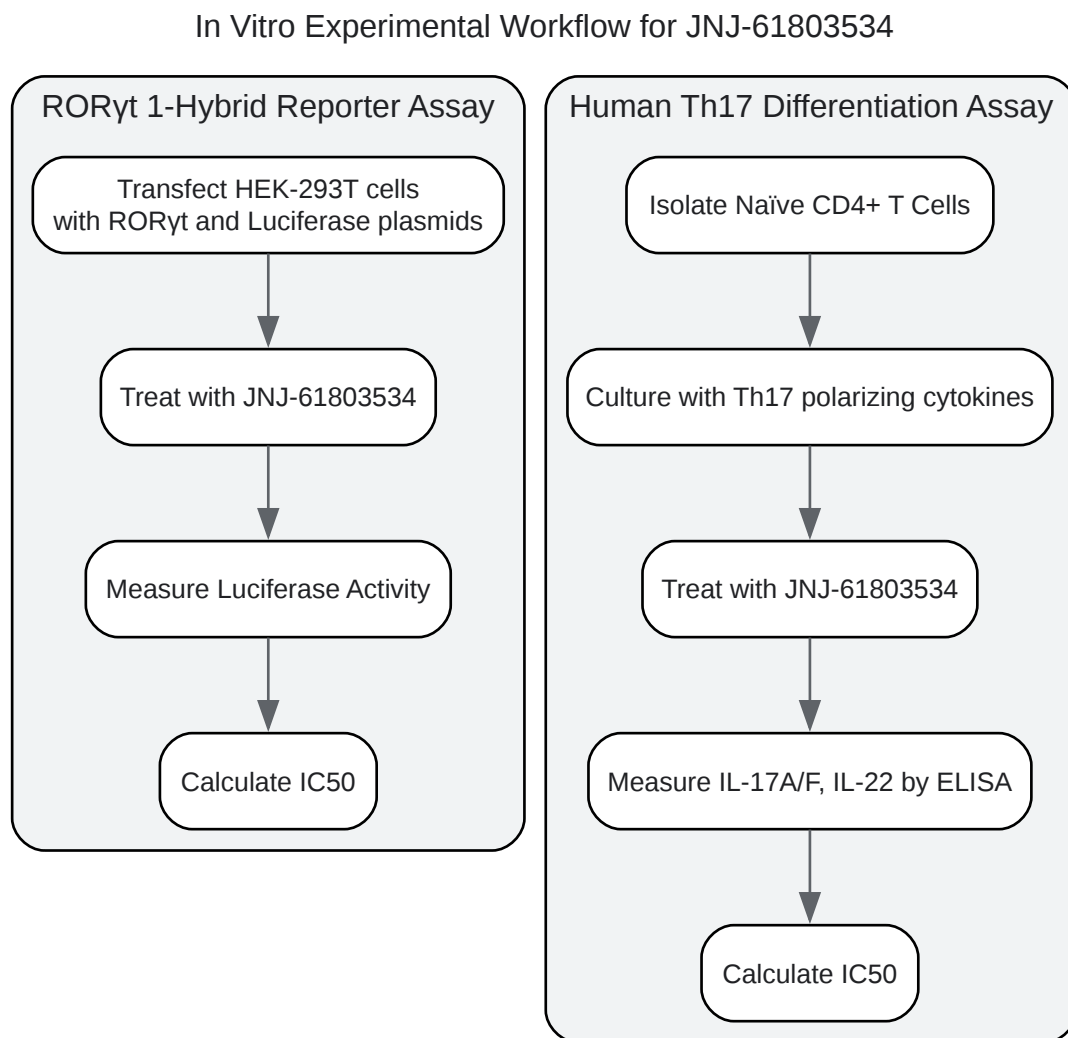 In Vitro Experimental Workflow for JNJ-61803534
RORγt 1-Hybrid Reporter Assay
Transfect HEK-293T cells
with RORγt and Luciferase plasmids
Treat with JNJ-61803534
Measure Luciferase Activity
Calculate IC50
Human Th17 Differentiation Assay
Isolate Naïve CD4+ T Cells
Culture with Th17 polarizing cytokines
Treat with JNJ-61803534
Measure IL-17A/F, IL-22 by ELISA
Calculate IC50